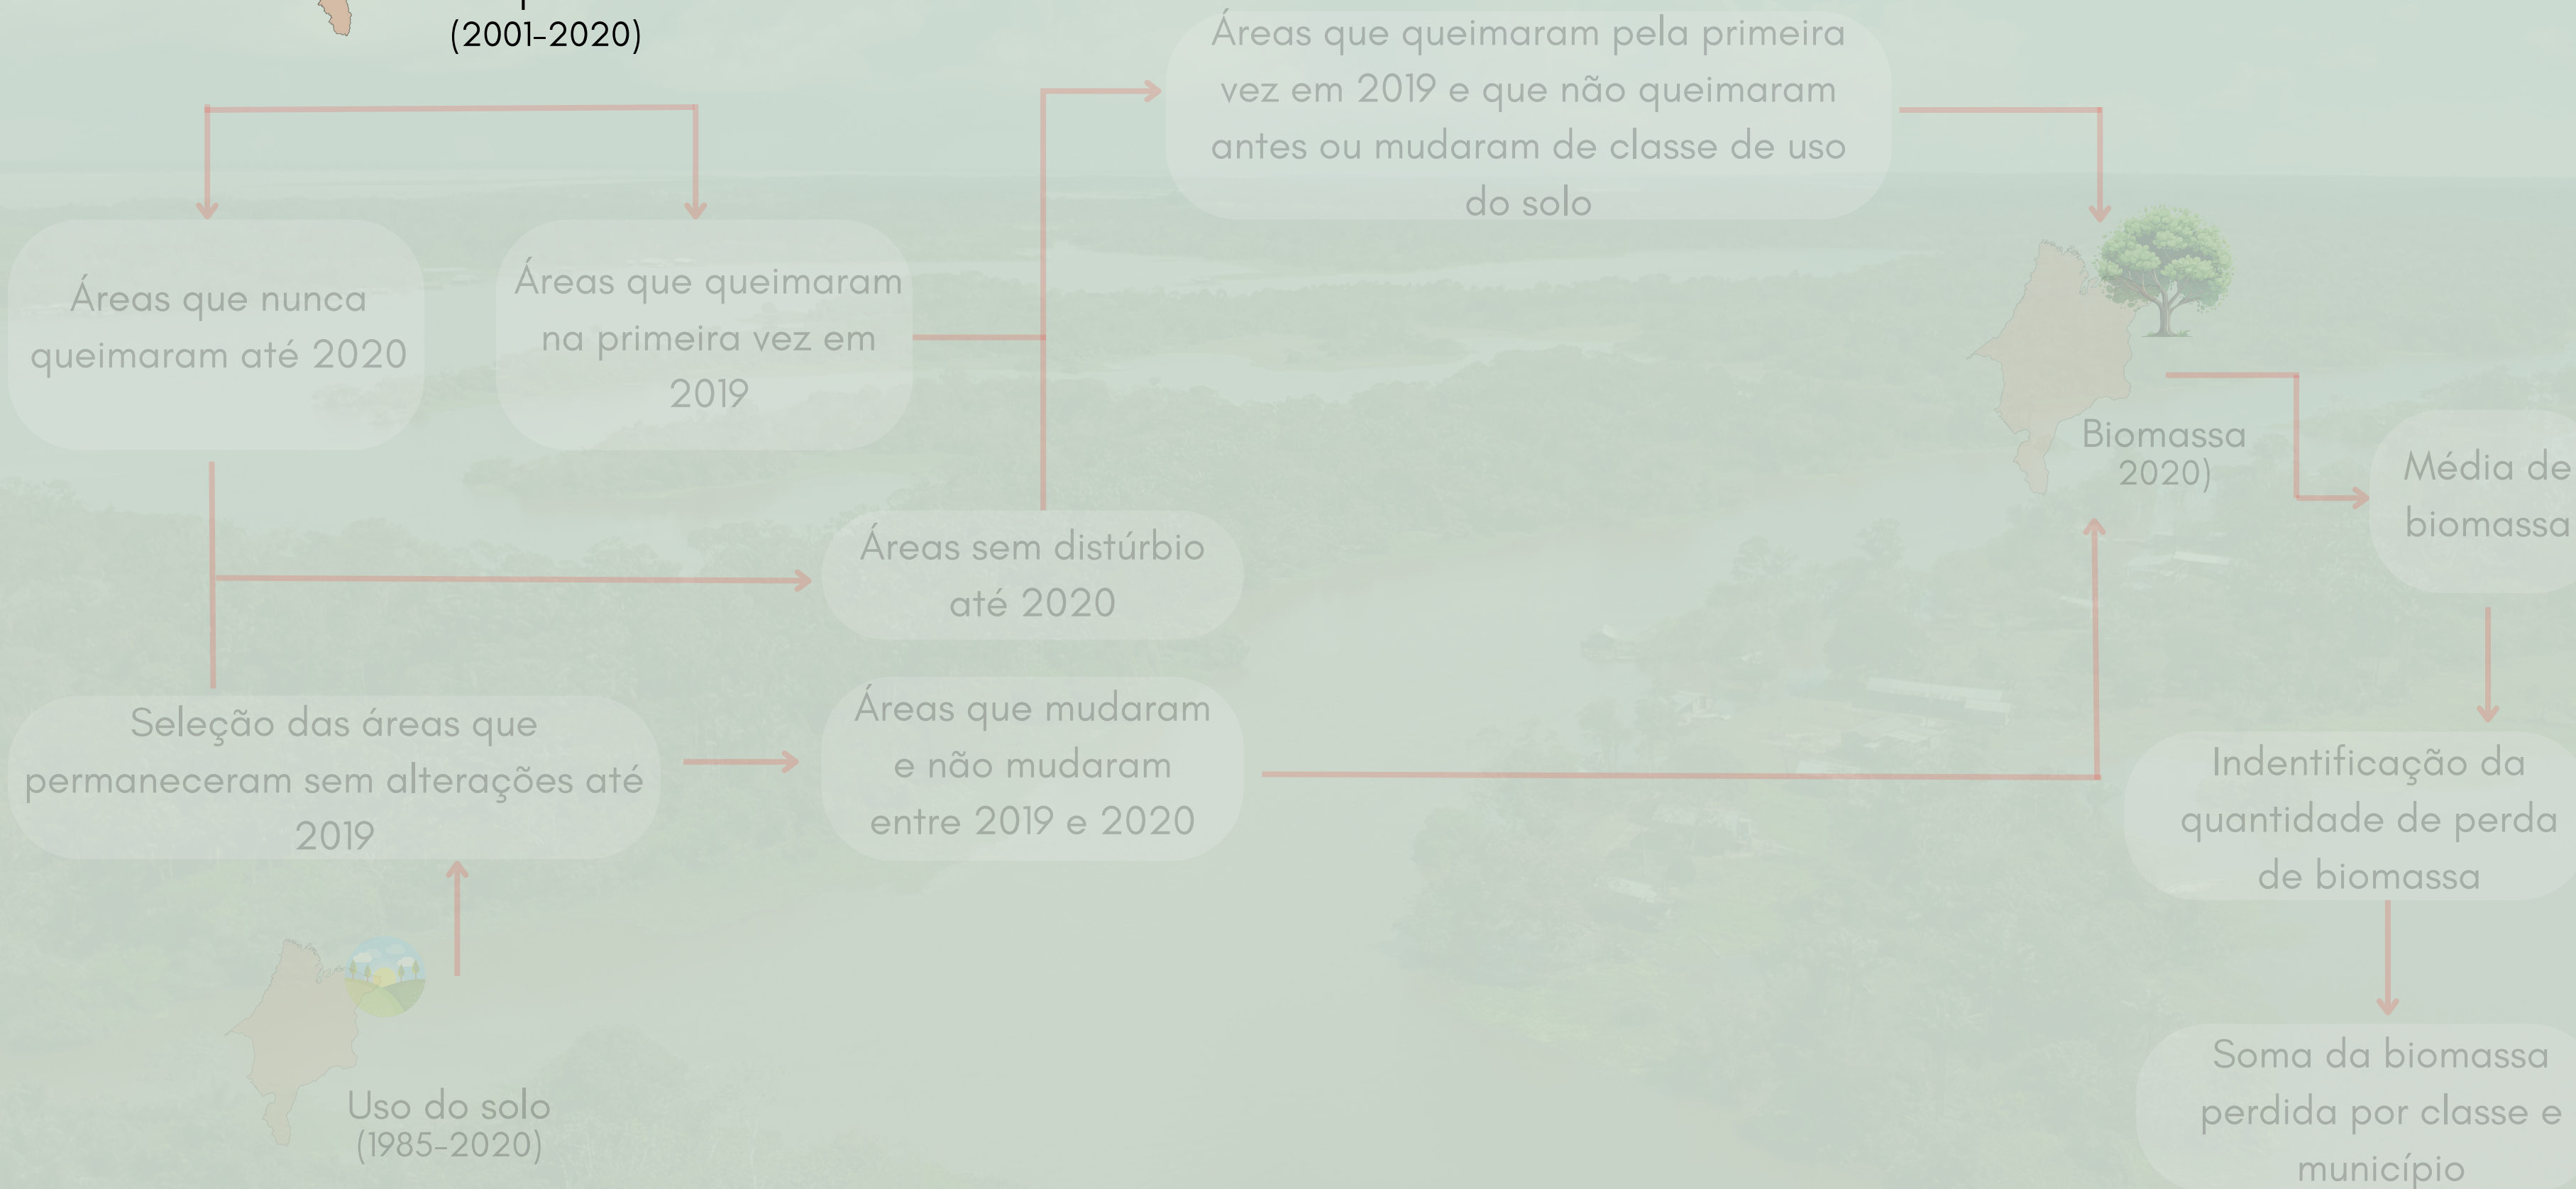 (2001-2020)
Áreas que queimaram pela primeira
vez em 2019 e que não queimaram
antes ou mudaram de classe de uso
do solo
Áreas que nunca
queimaram até 2020
Áreas que queimaram
na primeira vez em
2019
Biomassa
2020)
Média de
biomassa
Áreas sem distúrbio
até 2020
Seleção das áreas que
permaneceram sem alterações até
2019
Áreas que mudaram
e não mudaram
entre 2019 e 2020
Indentificação da
quantidade de perda
de biomassa
Uso do solo
(1985-2020)
Soma da biomassa
perdida por classe e
município